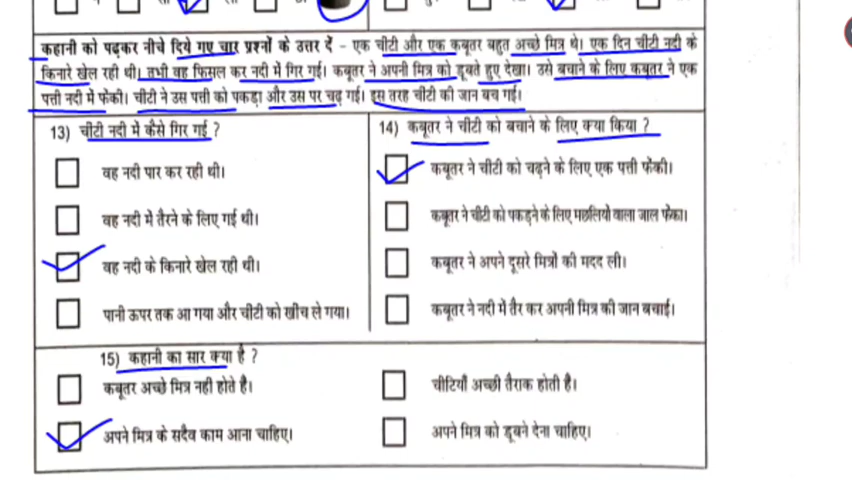 कहानी को पढ़कर नीचे दिये गए चार प्रश्नों के उत्तर दें - एक चींटी और एक कबूतर बहुत अच्छे मित्र थे। एक दिन चींटी नदी के
किनारे खेल रही थी। तभी वह फिसल कर नदी में गिर गई। कबूतर ने अपनी मित्र को डूबते हुए देखा। उसे बचाने के लिए कबूतर ने एक
पत्ती नदी में फेंकी। चींटी ने उस पत्ती को पकड़ा और उस पर चढ़ गई। इस तरह चींटी की जान बच गई।
13) चींटी नदी में कैसे गिर गई ?
वह नदी पार कर रही थी।
वह नदी में तैरने के लिए गई थी।
वह नदी के किनारे खेल रही थी।
पानी ऊपर तक आ गया और चींटी को खींच ले गया।
14) कबूतर ने चींटी को बचाने के लिए क्या किया ?
कबूतर ने चींटी को चढ़ने के लिए एक पत्ती फेंकी।
कबूतर ने चींटी को पकड़ने के लिए मछलियों वाला जाल फेंका।
कबूतर ने अपने दूसरे मित्रों की मदद ली।
कबूतर ने नदी में तैर कर अपनी मित्र की जान बचाई।
15) कहानी का सार क्या है ?
कबूतर अच्छे मित्र नही होते है।
चींटियाँ अच्छी तैराक होती है।
अपने मित्र के सदैव काम आना चाहिए।
अपने मित्र को डूबने देना चाहिए।